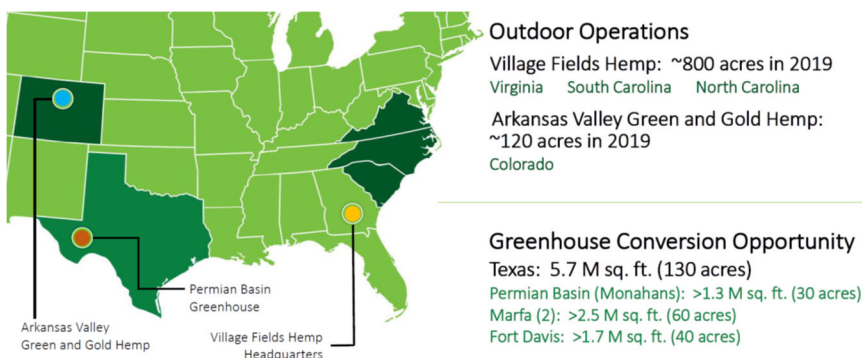 Outdoor Operations
Village Fields Hemp: ~800 acres in 2019
Virginia South Carolina North Carolina
Arkansas Valley Green and Gold Hemp:
~120 acres in 2019
Colorado
Greenhouse Conversion Opportunity
Texas: 5.7 M sq. ft. (130 acres)
Permian Basin (Monahans): >1.3 M sq. ft. (30 acres)
Marfa (2): >2.5 M sq. ft. (60 acres)
Fort Davis: >1.7 M sq. ft. (40 acres)
Permian Basin
Greenhouse
Arkansas Valley
Green and Gold Hemp
Village Fields Hemp
Headquarters